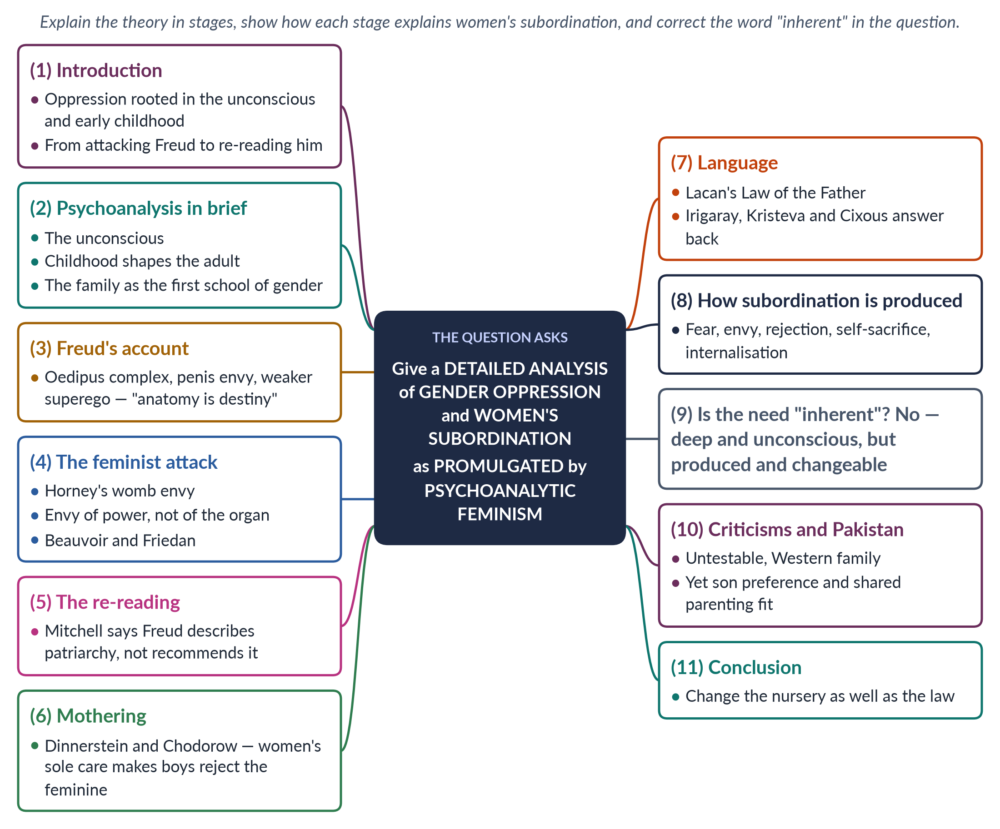 Explain the theory in stages, show how each stage explains women's subordination, and correct the word "inherent" in the question.
(1) Introduction
• Oppression rooted in the unconscious
and early childhood
• From attacking Freud to re-reading him
(2) Psychoanalysis in brief
• The unconscious
• Childhood shapes the adult
• The family as the first school of gender
(3) Freud's account
• Oedipus complex, penis envy, weaker
superego — "anatomy is destiny"
(4) The feminist attack
• Horney's womb envy
• Envy of power, not of the organ
• Beauvoir and Friedan
(5) The re-reading
• Mitchell says Freud describes
patriarchy, not recommends it
(6) Mothering
• Dinnerstein and Chodorow — women's
sole care makes boys reject the
feminine
THE QUESTION ASKS
Give a DETAILED ANALYSIS
of GENDER OPPRESSION
and WOMEN'S
SUBORDINATION
as PROMULGATED by
PSYCHOANALYTIC
FEMINISM
(7) Language
• Lacan's Law of the Father
• Irigaray, Kristeva and Cixous answer
back
(8) How subordination is produced
• Fear, envy, rejection, self-sacrifice,
internalisation
(9) Is the need "inherent"? No —
deep and unconscious, but
produced and changeable
(10) Criticisms and Pakistan
• Untestable, Western family
• Yet son preference and shared
parenting fit
(11) Conclusion
• Change the nursery as well as the law